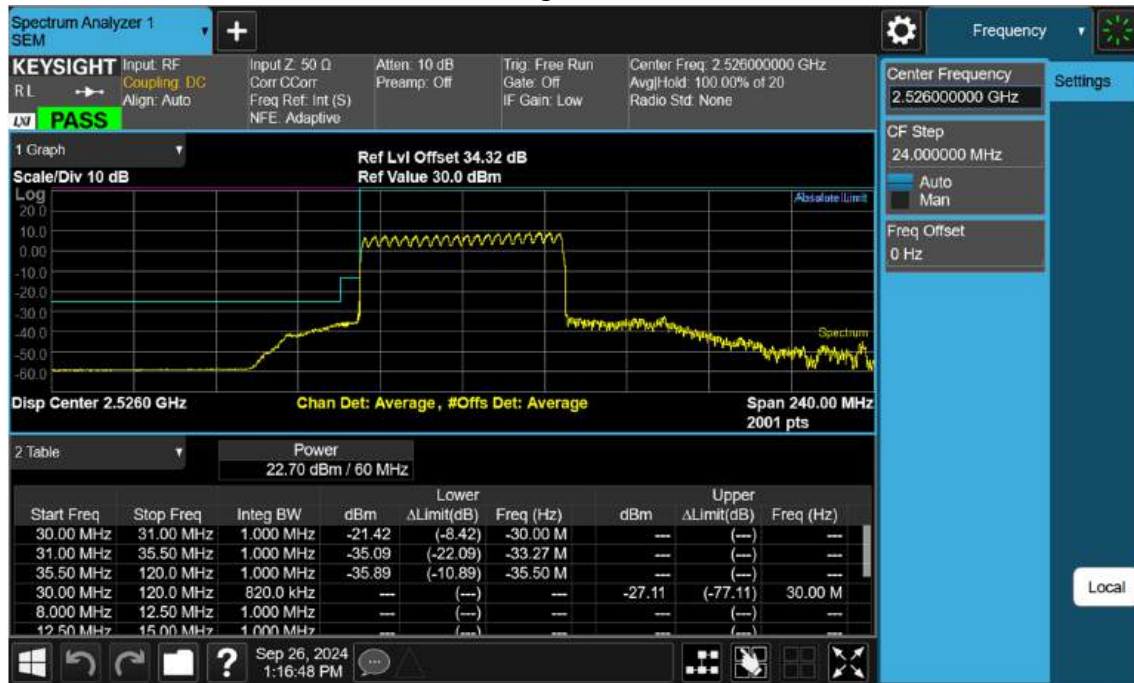 Spectrum Analyzer 1
SEM
+
Frequency
KEYSIGHT
RL
LXI
PASS
Input: RF
Coupling: DC
Align: Auto
Input Z: 50 Ω
Corr CCorr
Freq Ref: Int (S)
NFE: Adaptive
Atten: 10 dB
Preamp: Off
Trig: Free Run
Gate: Off
IF Gain: Low
Center Freq: 2.526000000 GHz
Avg|Hold: 100.00% of 20
Radio Std: None
Center Frequency
2.526000000 GHz
Settings
CF Step
24.000000 MHz
Auto
Man
Freq Offset
0 Hz
1 Graph
Scale/Div 10 dB
Ref Lvl Offset 34.32 dB
Ref Value 30.0 dBm
Log
Absolute Limit
20.0
10.0
0.00
-10.0
-20.0
-30.0
-40.0
-50.0
-60.0
Spectrum
Disp Center 2.5260 GHz
Chan Det: Average, #Offs Det: Average
Span 240.00 MHz
2001 pts
2 Table
Power
22.70 dBm / 60 MHz
Lower Upper
Start Freq Stop Freq Integ BW dBm ΔLimit(dB) Freq (Hz) dBm ΔLimit(dB) Freq (Hz)
30.00 MHz 31.00 MHz 1.000 MHz -21.42 (-8.42) -30.00 M --- (---) ---
31.00 MHz 35.50 MHz 1.000 MHz -35.09 (-22.09) -33.27 M --- (---) ---
35.50 MHz 120.0 MHz 1.000 MHz -35.89 (-10.89) -35.50 M --- (---) ---
30.00 MHz 120.0 MHz 820.0 kHz --- (---) --- -27.11 (-77.11) 30.00 M
8.000 MHz 12.50 MHz 1.000 MHz --- (---) --- --- (---) ---
12.50 MHz 15.00 MHz 1.000 MHz --- (---) --- --- (---) ---
Local
?
Sep 26, 2024
1:16:48 PM